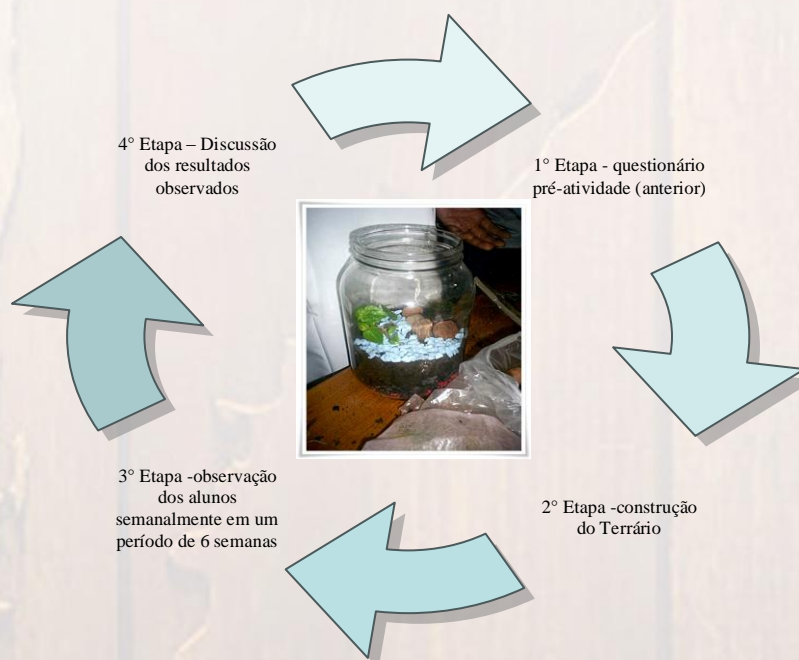 1° Etapa - questionário
pré-atividade (anterior)
2° Etapa -construção
do Terrário
3° Etapa -observação
dos alunos
semanalmente em um
período de 6 semanas
4° Etapa – Discussão
dos resultados
observados